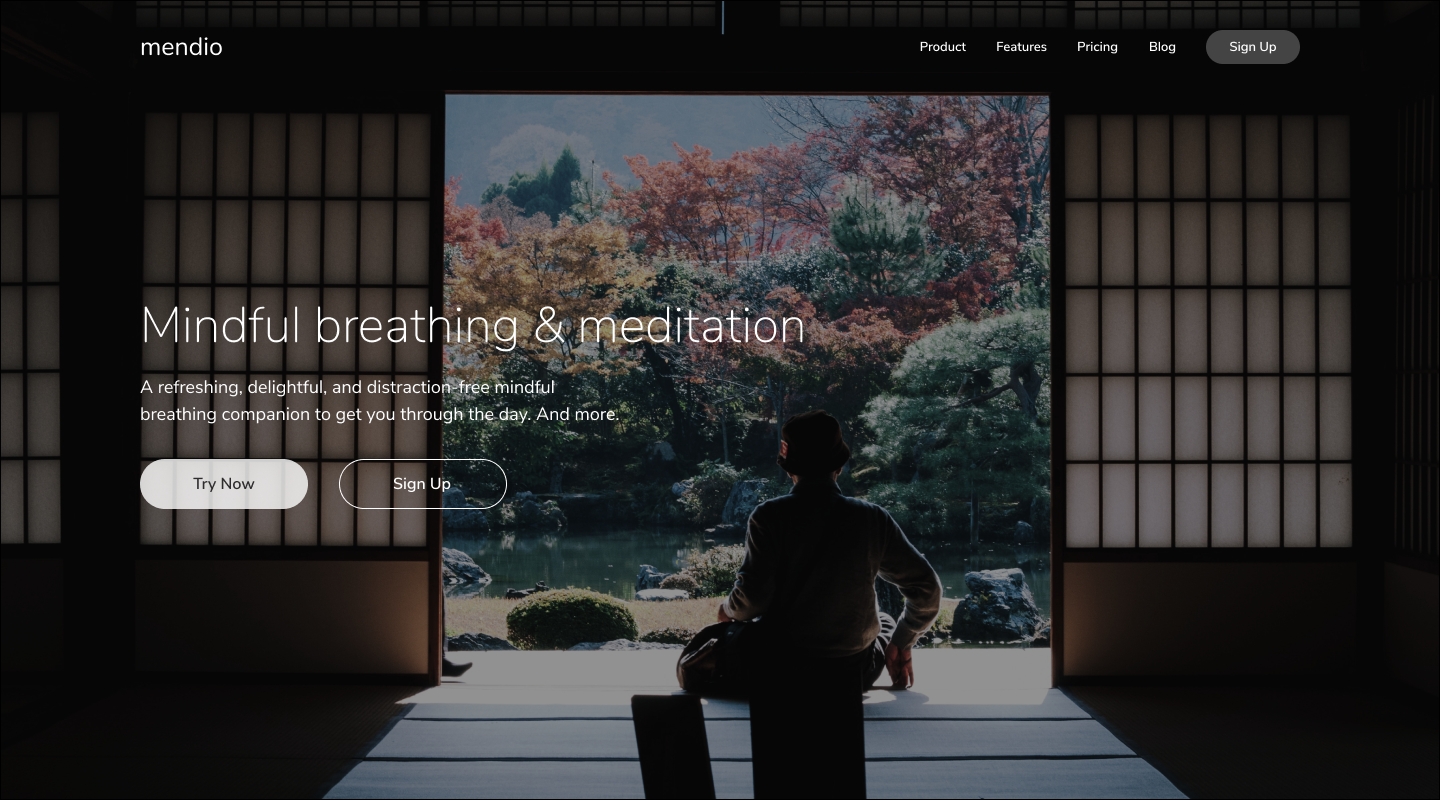 mendio
Product Features Pricing Blog Sign Up
Mindful breathing & meditation
A refreshing, delightful, and distraction-free mindful
breathing companion to get you through the day. And more.
Try Now Sign Up